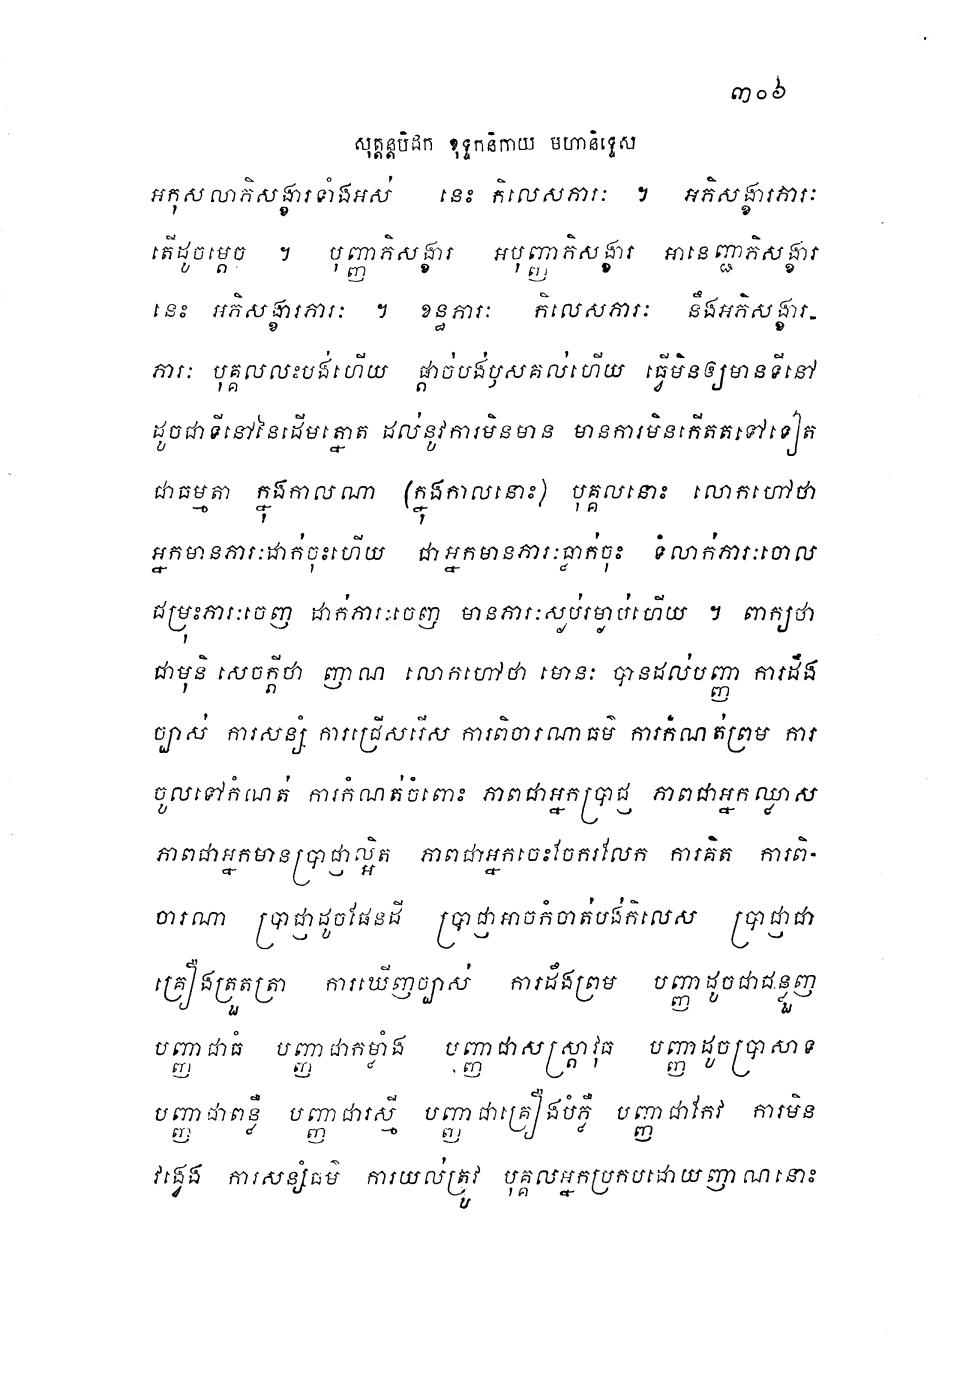 ៣០៦
សុត្តន្តបិដក ខុទ្ទកនិកាយ មហានិទ្ទេស
អកុសលាភិសង្ខារទាំងអស់ នេះ កិលេសភារៈ ។ អភិសង្ខារភារៈ
តើដូចម្តេច ។ បុញ្ញាភិសង្ខារ អបុញ្ញាភិសង្ខារ អានេញ្ជាភិសង្ខារ
នេះ អភិសង្ខារភារៈ ។ ខន្ធភារៈ កិលេសភារៈ នឹងអភិសង្ខារ-
ភារៈ បុគ្គលលះបង់ហើយ ផ្តាច់បង់ឫសគល់ហើយ ធ្វើមិនឲ្យមានទីនៅ
ដូចជាទីនៅនៃដើមត្នោត ដល់នូវការមិនមាន មានការមិនកើតតទៅទៀត
ជាធម្មតា ក្នុងកាលណា (ក្នុងកាលនោះ) បុគ្គលនោះ លោកហៅថា
អ្នកមានភារៈដាក់ចុះហើយ ជាអ្នកមានភារៈធ្លាក់ចុះ ទំលាក់ភារៈចោល
ជម្រុះភារៈចេញ ដាក់ភារៈចេញ មានភារៈស្ងប់រម្ងាប់ហើយ ។ ពាក្យថា
ជាមុនិ សេចក្តីថា ញាណ លោកហៅថា មោនៈ បានដល់បញ្ញា ការដឹង
ច្បាស់ ការសន្សំ ការជ្រើសរើស ការពិចារណាធម៌ ការកំណត់ព្រម ការ
ចូលទៅកំណត់ ការកំណត់ចំពោះ ភាពជាអ្នកប្រាជ្ញ ភាពជាអ្នកឈ្លាស
ភាពជាអ្នកមានប្រាជ្ញាល្អិត ភាពជាអ្នកចេះចែករលែក ការគិត ការពិ-
ចារណា ប្រាជ្ញាដូចផែនដី ប្រាជ្ញាអាចកំចាត់បង់កិលេស ប្រាជ្ញាជា
គ្រឿងត្រួតត្រា ការឃើញច្បាស់ ការដឹងព្រម បញ្ញាដូចជាជន្លួញ
បញ្ញាជាធំ បញ្ញាជាកម្លាំង បញ្ញាជាសស្ត្រាវុធ បញ្ញាដូចប្រាសាទ
បញ្ញាជាពន្លឺ បញ្ញាជារស្មី បញ្ញាជាគ្រឿងបំភ្លឺ បញ្ញាជាកែវ ការមិន
វង្វេង ការសន្សំធម៌ ការយល់ត្រូវ បុគ្គលអ្នកប្រកបដោយញាណនោះ